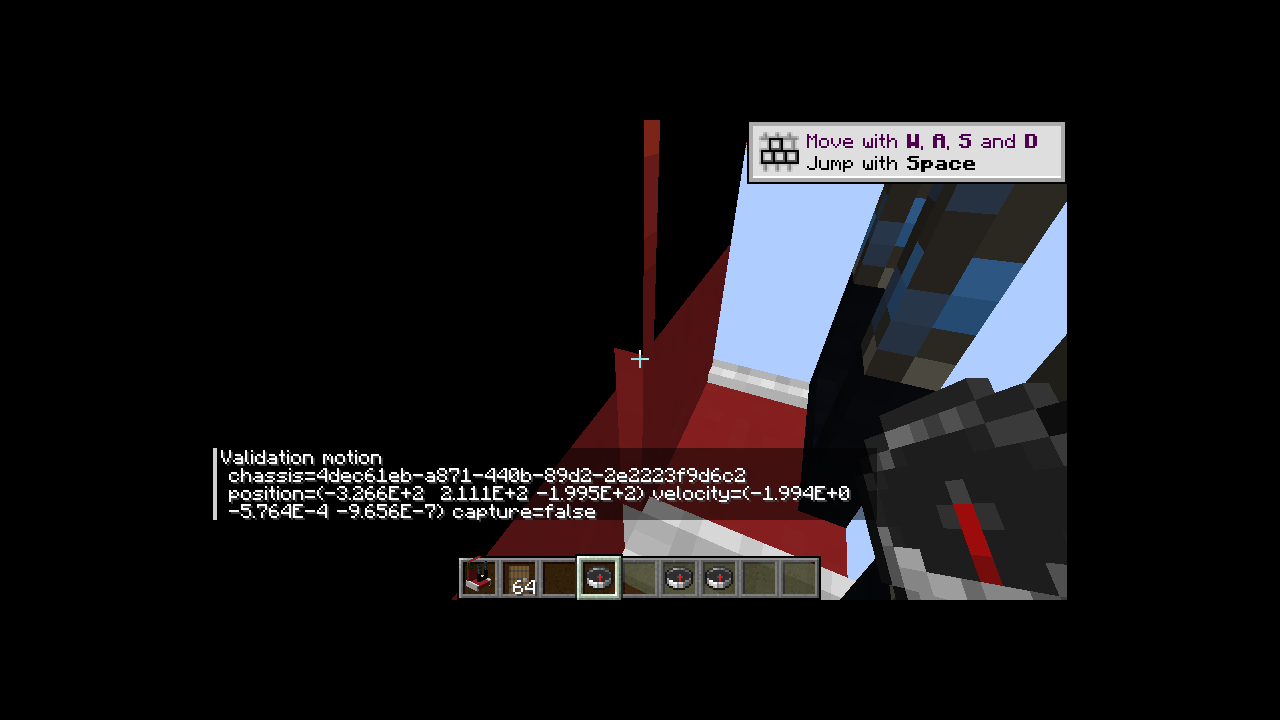 Move with W, A, S and D
Jump with Space
Validation motion
chassis=4dec61eb-a871-440b-89d2-2e2223f9d6c2
position=(-3.266E+2 2.111E+2 -1.995E+2) velocity=(-1.994E+0
-5.764E-4 -9.656E-7) capture=false
64